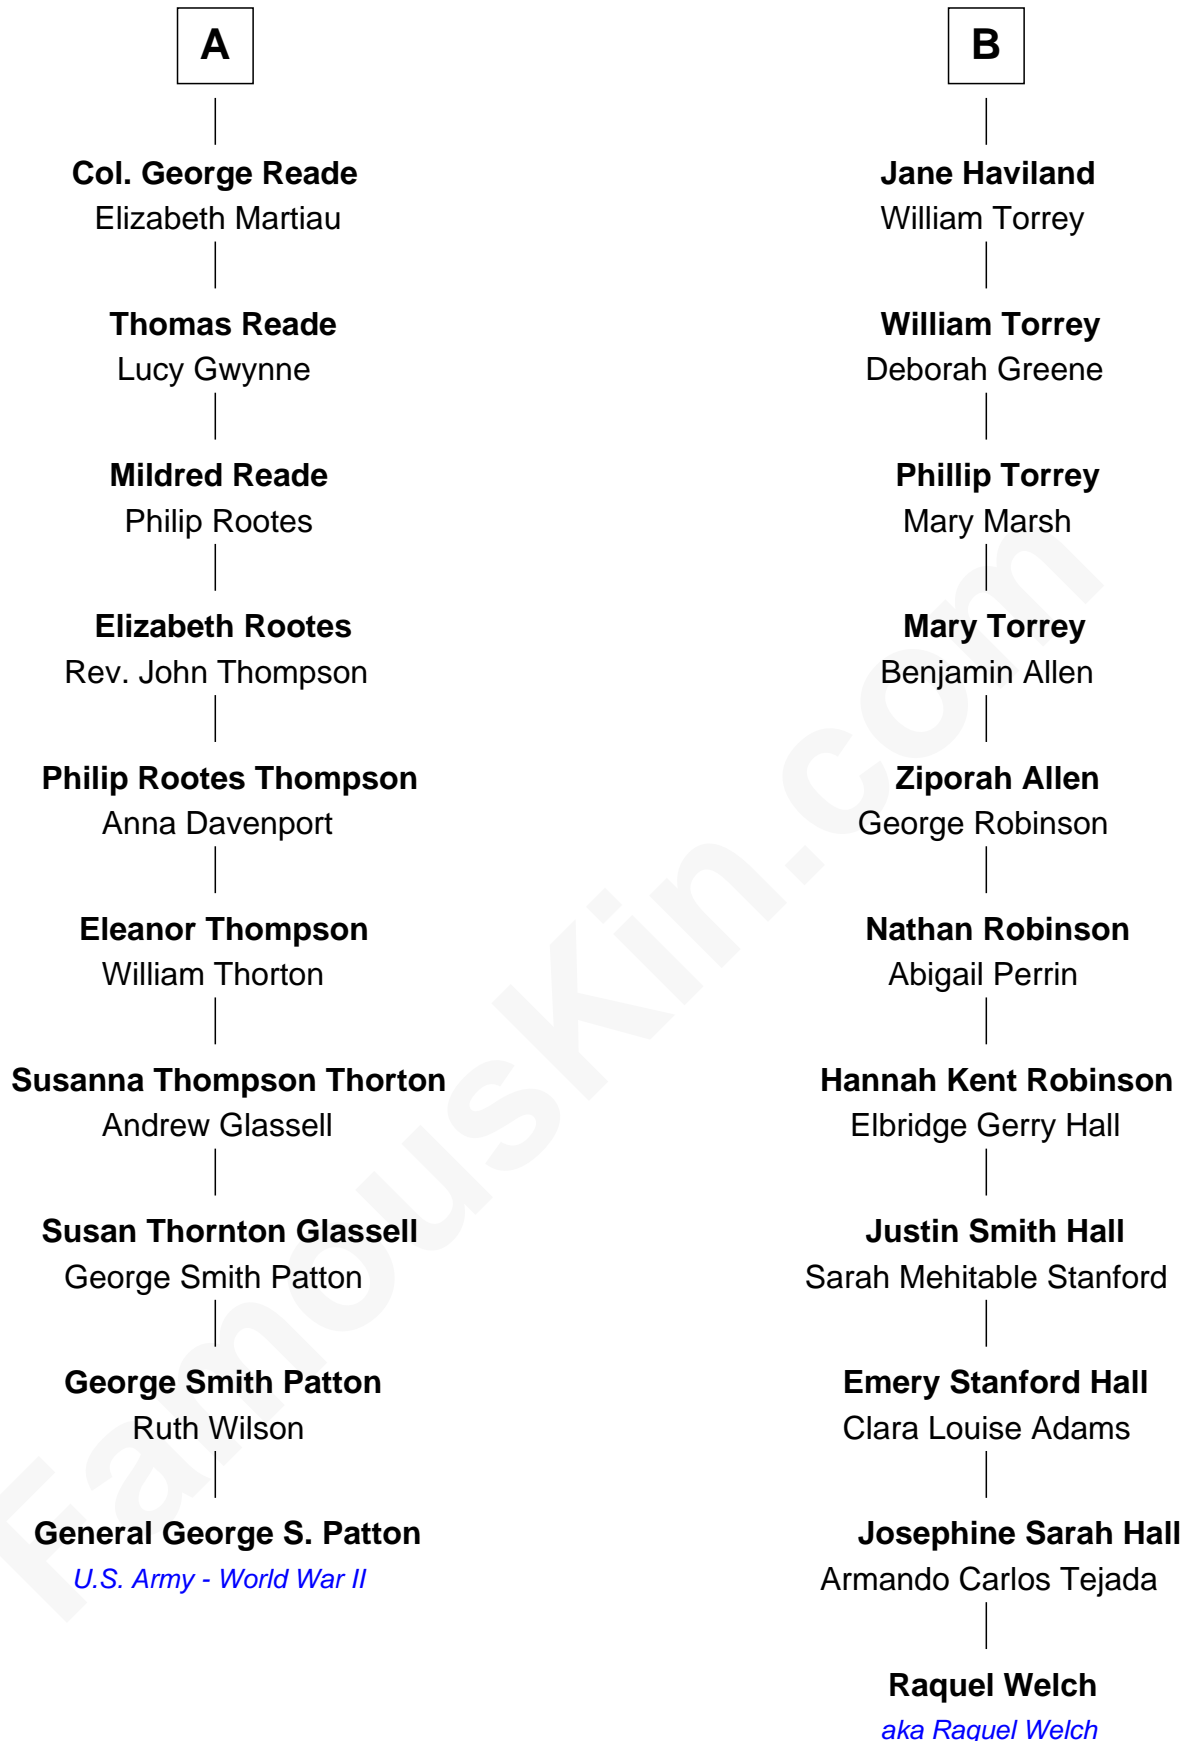 A
Col. George Reade
Elizabeth Martiau
Thomas Reade
Lucy Gwynne
Mildred Reade
Philip Rootes
Elizabeth Rootes
Rev. John Thompson
Philip Rootes Thompson
Anna Davenport
Eleanor Thompson
William Thorton
Susanna Thompson Thorton
Andrew Glassell
Susan Thornton Glassell
George Smith Patton
George Smith Patton
Ruth Wilson
General George S. Patton
U.S. Army - World War II
B
Jane Haviland
William Torrey
William Torrey
Deborah Greene
Phillip Torrey
Mary Marsh
Mary Torrey
Benjamin Allen
Ziporah Allen
George Robinson
Nathan Robinson
Abigail Perrin
Hannah Kent Robinson
Elbridge Gerry Hall
Justin Smith Hall
Sarah Mehitable Stanford
Emery Stanford Hall
Clara Louise Adams
Josephine Sarah Hall
Armando Carlos Tejada
Raquel Welch
aka Raquel Welch
FamousKin.com